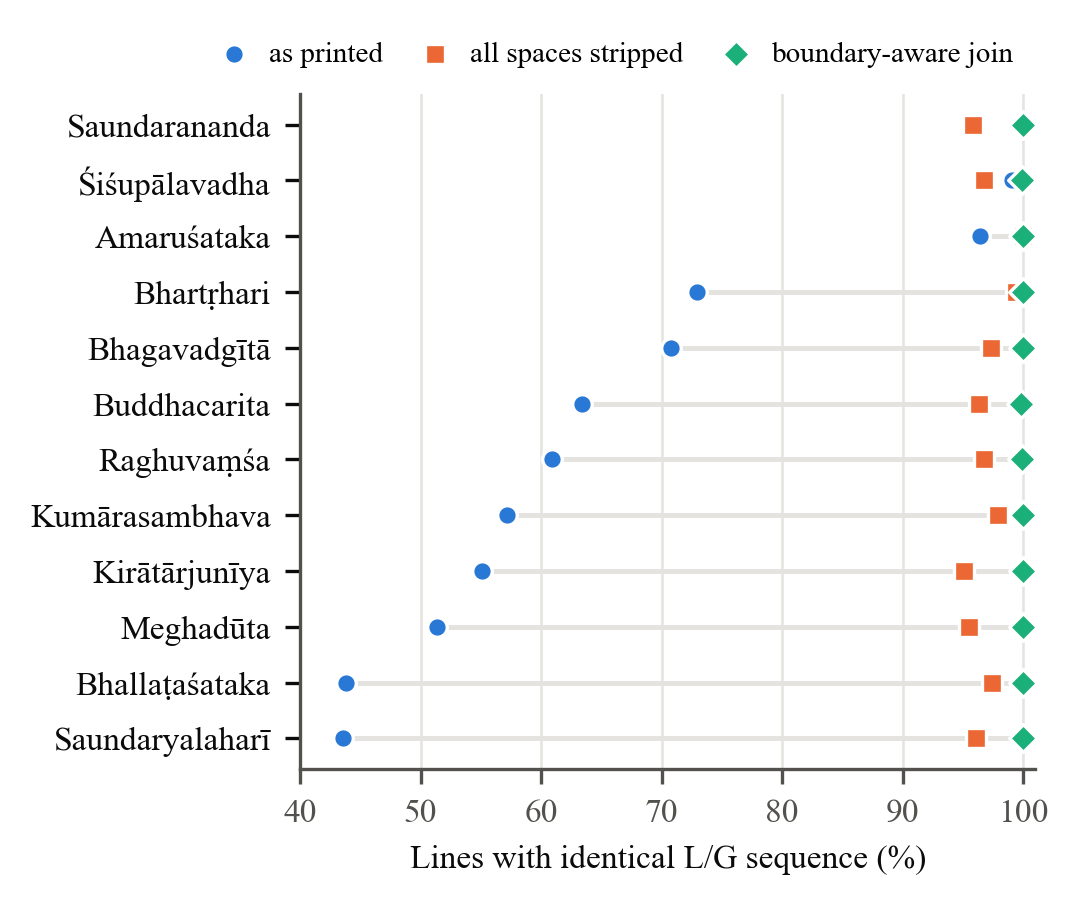 as printed all spaces stripped boundary-aware join
Saundarananda
Śiśupālavadha
Amaruśataka
Bhartṛhari
Bhagavadgītā
Buddhacarita
Raghuvaṃśa
Kumārasambhava
Kirātārjunīya
Meghadūta
Bhallaṭaśataka
Saundaryalaharī
40 50 60 70 80 90 100
Lines with identical L/G sequence (%)